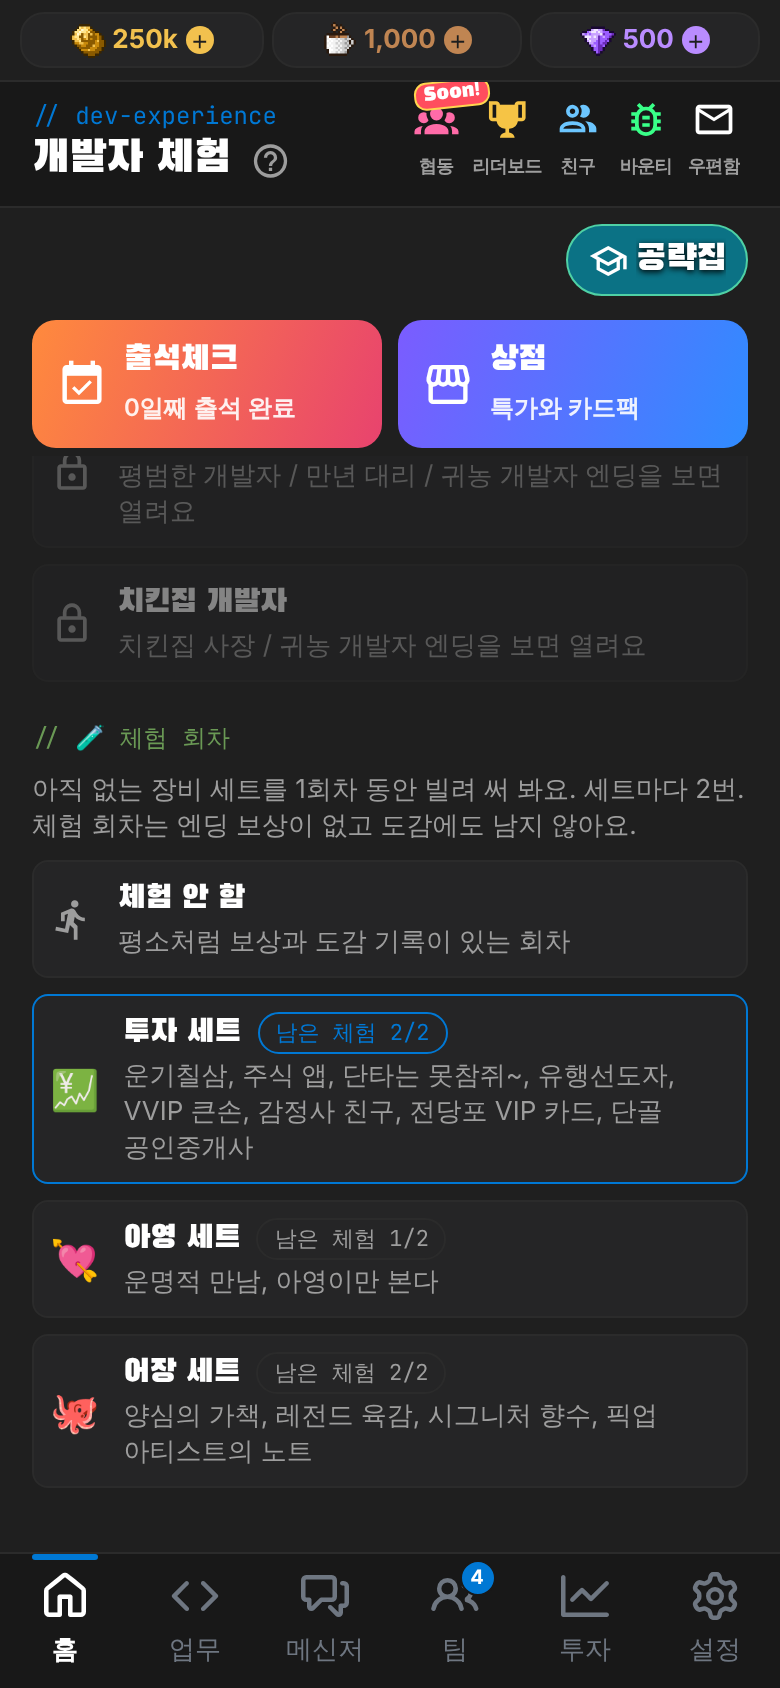 250k
1,000
500
// dev-experience
개발자 체험
Soon!
협동
리더보드
친구
바운티
우편함
공략집
출석체크
0일째 출석 완료
상점
특가와 카드팩
평범한 개발자 / 만년 대리 / 귀농 개발자 엔딩을 보면
열려요
치킨집 개발자
치킨집 사장 / 귀농 개발자 엔딩을 보면 열려요
// 🧪 체험 회차
아직 없는 장비 세트를 1회차 동안 빌려 써 봐요. 세트마다 2번.
체험 회차는 엔딩 보상이 없고 도감에도 남지 않아요.
체험 안 함
평소처럼 보상과 도감 기록이 있는 회차
투자 세트 남은 체험 2/2
운기칠삼, 주식 앱, 단타는 못참쥐~, 유행선도자,
VVIP 큰손, 감정사 친구, 전당포 VIP 카드, 단골
공인중개사
아영 세트 남은 체험 1/2
운명적 만남, 아영이만 본다
어장 세트 남은 체험 2/2
양심의 가책, 레전드 육감, 시그니처 향수, 픽업
아티스트의 노트
4
홈
업무
메신저
팀
투자
설정